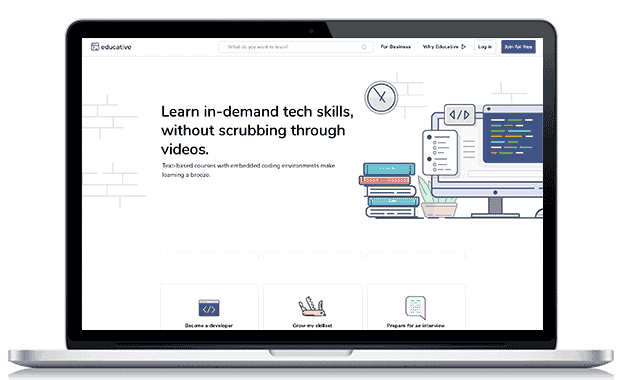 educative
What do you want to learn?
For Business
Why Educative
Log in
Join for free
Learn in-demand tech skills,
without scrubbing through
videos.
Text-based courses with embedded coding environments make
learning a breeze.
</>
</>
Become a developer
Grow my skillset
Prepare for an interview